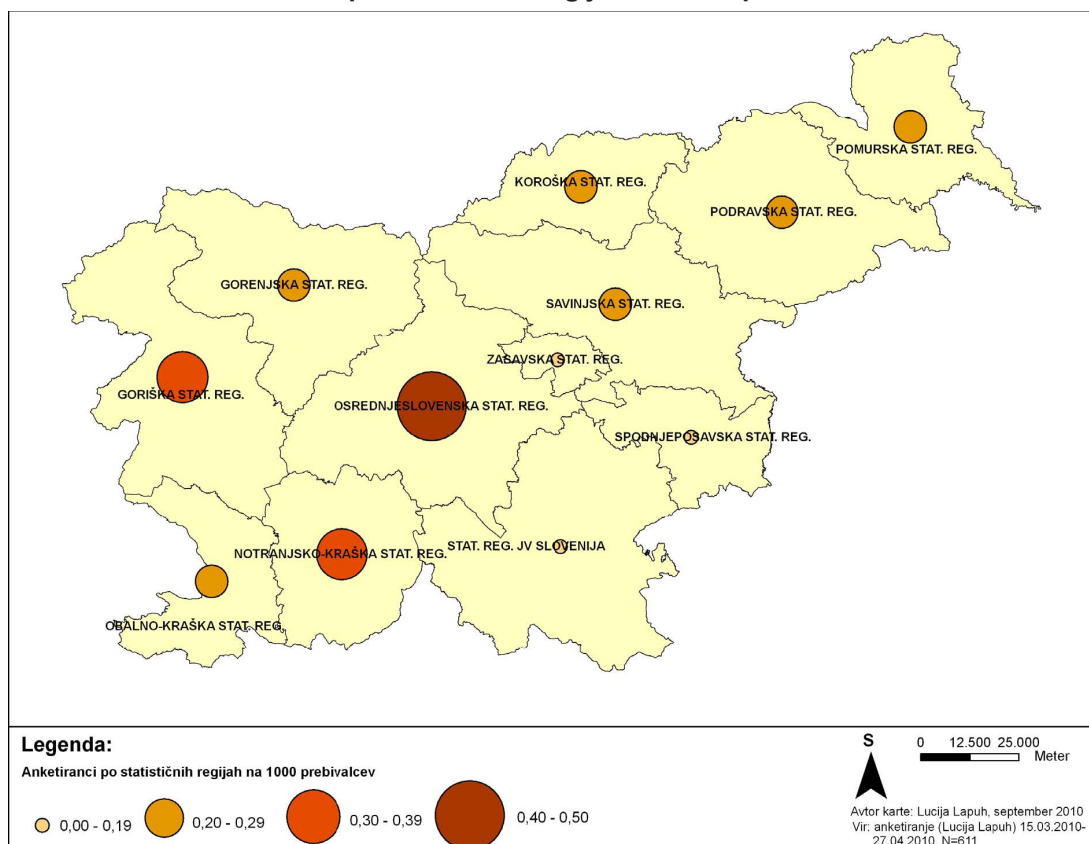 POMURSKA STAT. REG.
KOROŠKA STAT. REG.
PODRAVSKA STAT. REG.
GORENJSKA STAT. REG.
SAVINJSKA STAT. REG.
ZASAVSKA STAT. REG.
GORIŠKA STAT. REG.
OSREDNJESLOVENSKA STAT. REG.
SPODNJEPOSAVSKA STAT. REG.
STAT. REG. JV SLOVENIJA
NOTRANJSKO-KRAŠKA STAT. REG.
OBALNO-KRAŠKA STAT. REG.
Legenda:
Anketiranci po statističnih regijah na 1000 prebivalcev
0,00 - 0,19
0,20 - 0,29
0,30 - 0,39
0,40 - 0,50
S
0 12.500 25.000
Meter
Avtor karte: Lucija Lapuh, september 2010
Vir: anketiranje (Lucija Lapuh) 15.03.2010-
27.04.2010, N=611